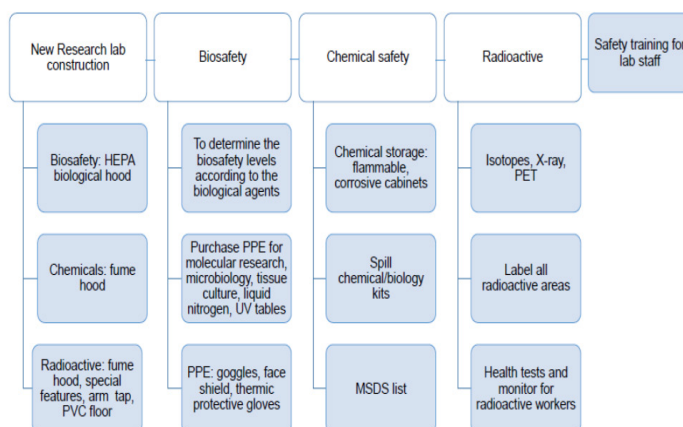 New Research lab
construction
Biosafety
Chemical safety
Radioactive
Safety training for
lab staff
Biosafety: HEPA
biological hood
To determine the
biosafety levels
according to the
biological agents
Chemical storage:
flammable,
corrosive cabinets
Isotopes, X-ray,
PET
Chemicals: fume
hood
Purchase PPE for
molecular research,
microbiology, tissue
culture, liquid
nitrogen, UV tables
Spill
chemical/biology
kits
Label all
radioactive areas
Radioactive: fume
hood, special
features, arm tap,
PVC floor
PPE: goggles, face
shield, thermic
protective gloves
MSDS list
Health tests and
monitor for
radioactive workers